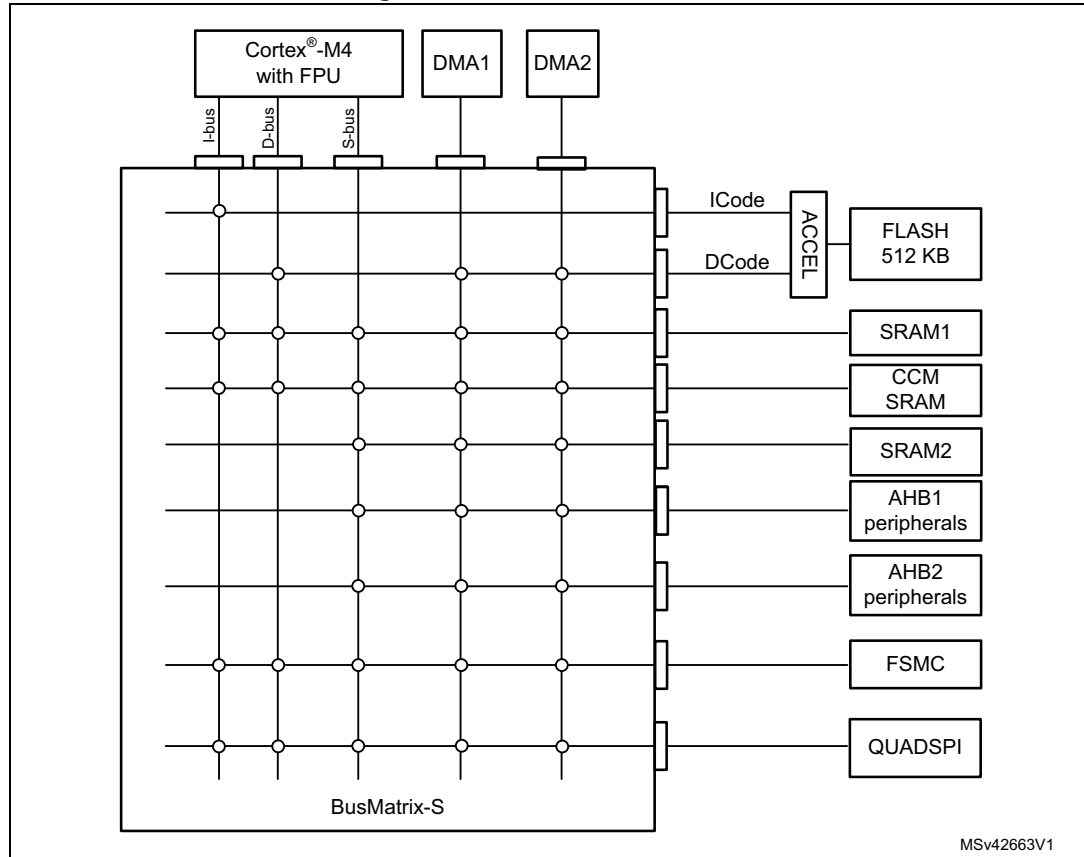 Cortex®-M4
with FPU
DMA1
DMA2
I-bus
D-bus
S-bus
ICode
DCode
ACCEL
FLASH
512 KB
SRAM1
CCM
SRAM
SRAM2
AHB1
peripherals
AHB2
peripherals
FSMC
QUADSPI
BusMatrix-S
MSv42663V1